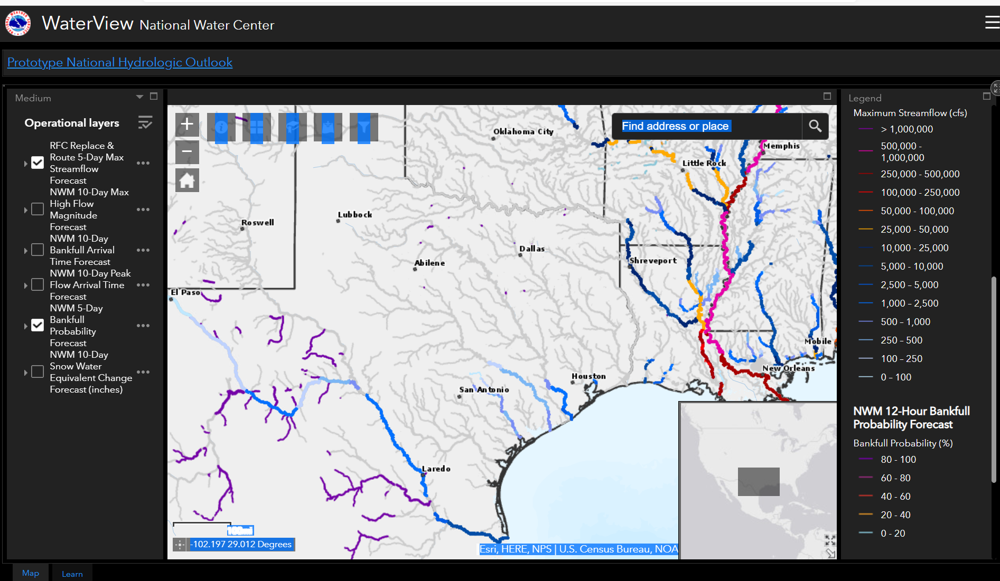 WaterView National Water Center
Prototype National Hydrologic Outlook
Medium
Operational layers
RFC Replace &
Route 5-Day Max
Streamflow
Forecast
NWM 10-Day Max
High Flow
Magnitude
Forecast
NWM 10-Day
Bankfull Arrival
Time Forecast
NWM 10-Day Peak
Flow Arrival Time
Forecast
NWM 5-Day
Bankfull
Probability
Forecast
NWM 10-Day
Snow Water
Equivalent Change
Forecast (inches)
Find address or place
Oklahoma City
Memphis
Little Rock
Lubbock
Roswell
Dallas
Abilene
Shreveport
El Paso
Mobile
New Orleans
Houston
San Antonio
Laredo
100mi
-102.197 29.012 Degrees
Esri, HERE, NPS | U.S. Census Bureau, NOA
Legend
Maximum Streamflow (cfs)
> 1,000,000
500,000 -
1,000,000
250,000 - 500,000
100,000 - 250,000
50,000 - 100,000
25,000 - 50,000
10,000 - 25,000
5,000 - 10,000
2,500 – 5,000
1,000 – 2,500
500 – 1,000
250 – 500
100 – 250
0 – 100
NWM 12-Hour Bankfull
Probability Forecast
Bankfull Probability (%)
80 - 100
60 - 80
40 - 60
20 - 40
0 - 20
Map
Learn